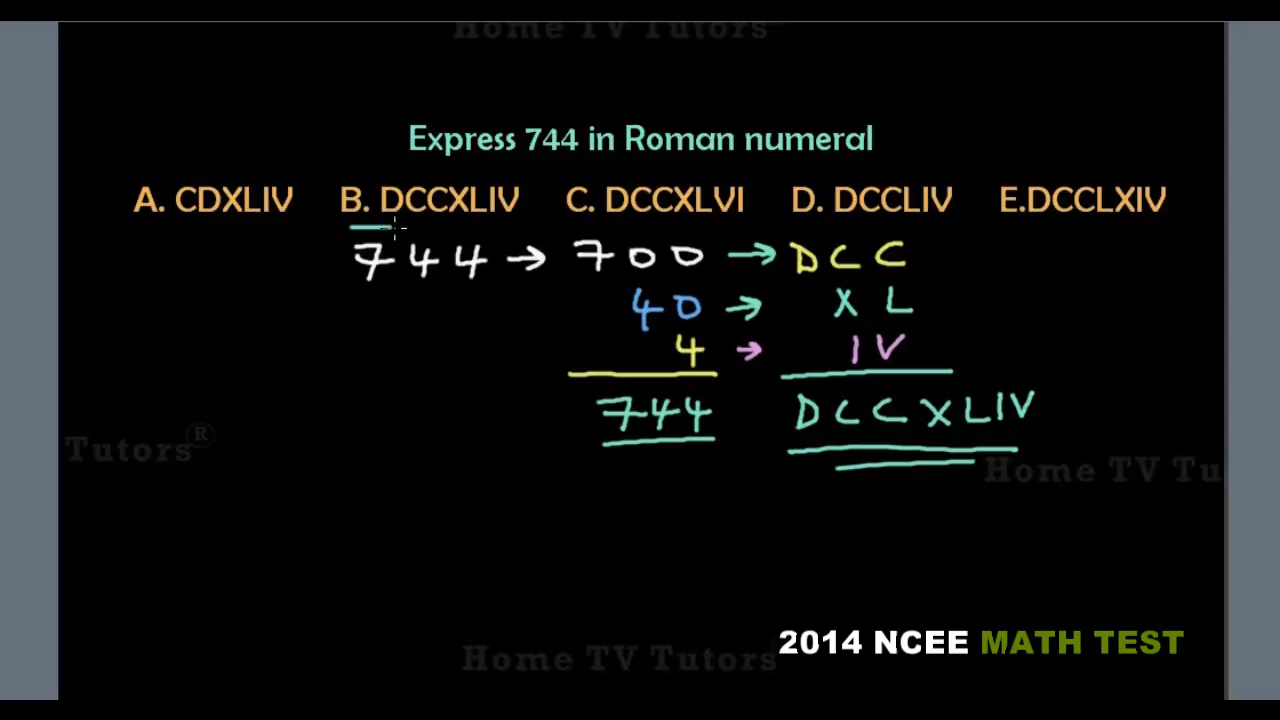 Home TV Tutors
Express 744 in Roman numeral
A. CDXLIV B. DCCXLIV C. DCCXLVI D. DCCLIV E.DCCLXIV
744 → 700 → DCC
40 → XL
4 → IV
744 DCCXLIV
Tutors®
Home TV Tu
2014 NCEE MATH TEST
Home TV Tutors